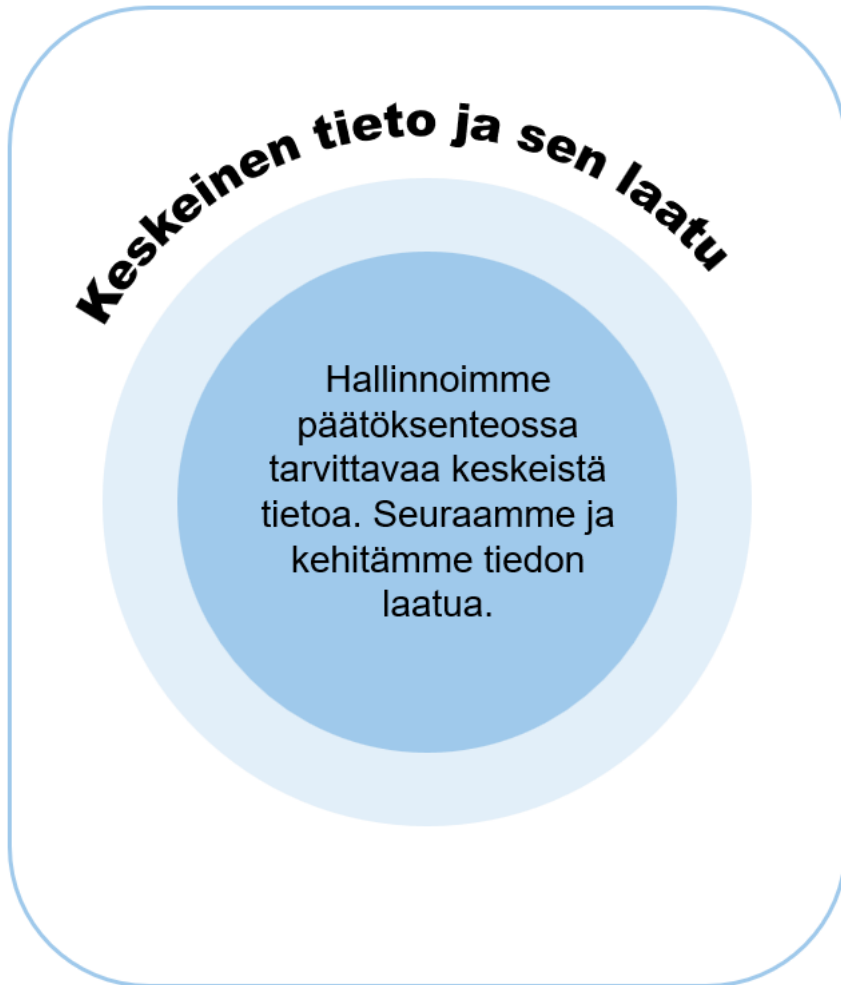 Keskeinen tieto ja sen laatu
Hallinnoimme
päätöksenteossa
tarvittavaa keskeistä
tietoa. Seuraamme ja
kehitämme tiedon
laatua.